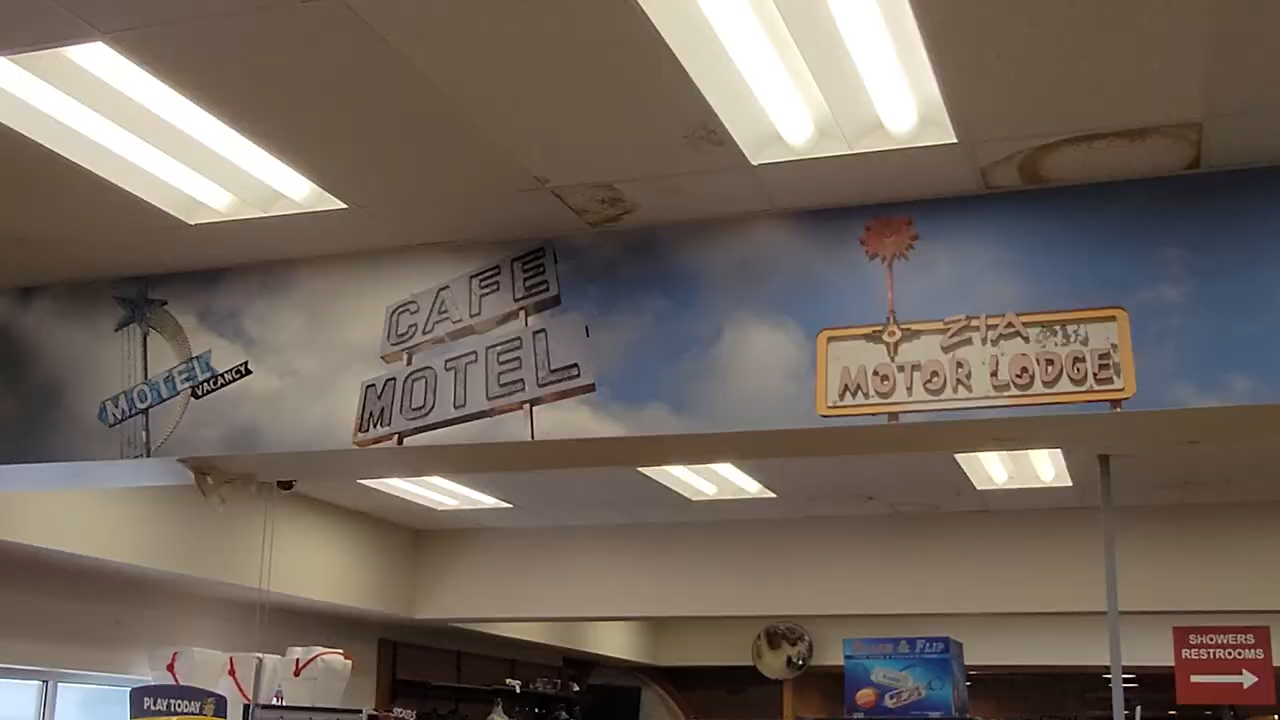 MOTEL
VACANCY
CAFE
MOTEL
ZIA
MOTOR LODGE
& FLIP
PLAY TODAY
SHOWERS
RESTROOMS